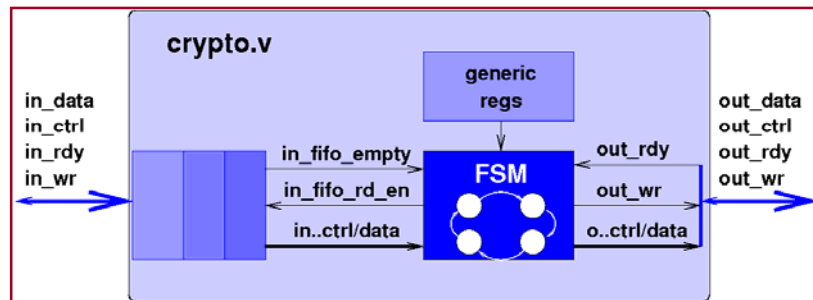 crypto.v
generic
regs
in_data
in_ctrl
in_rdy
in_wr
in_fifo_empty
in_fifo_rd_en
in..ctrl/data
FSM
out_rdy
out_wr
o..ctrl/data
out_data
out_ctrl
out_rdy
out_wr